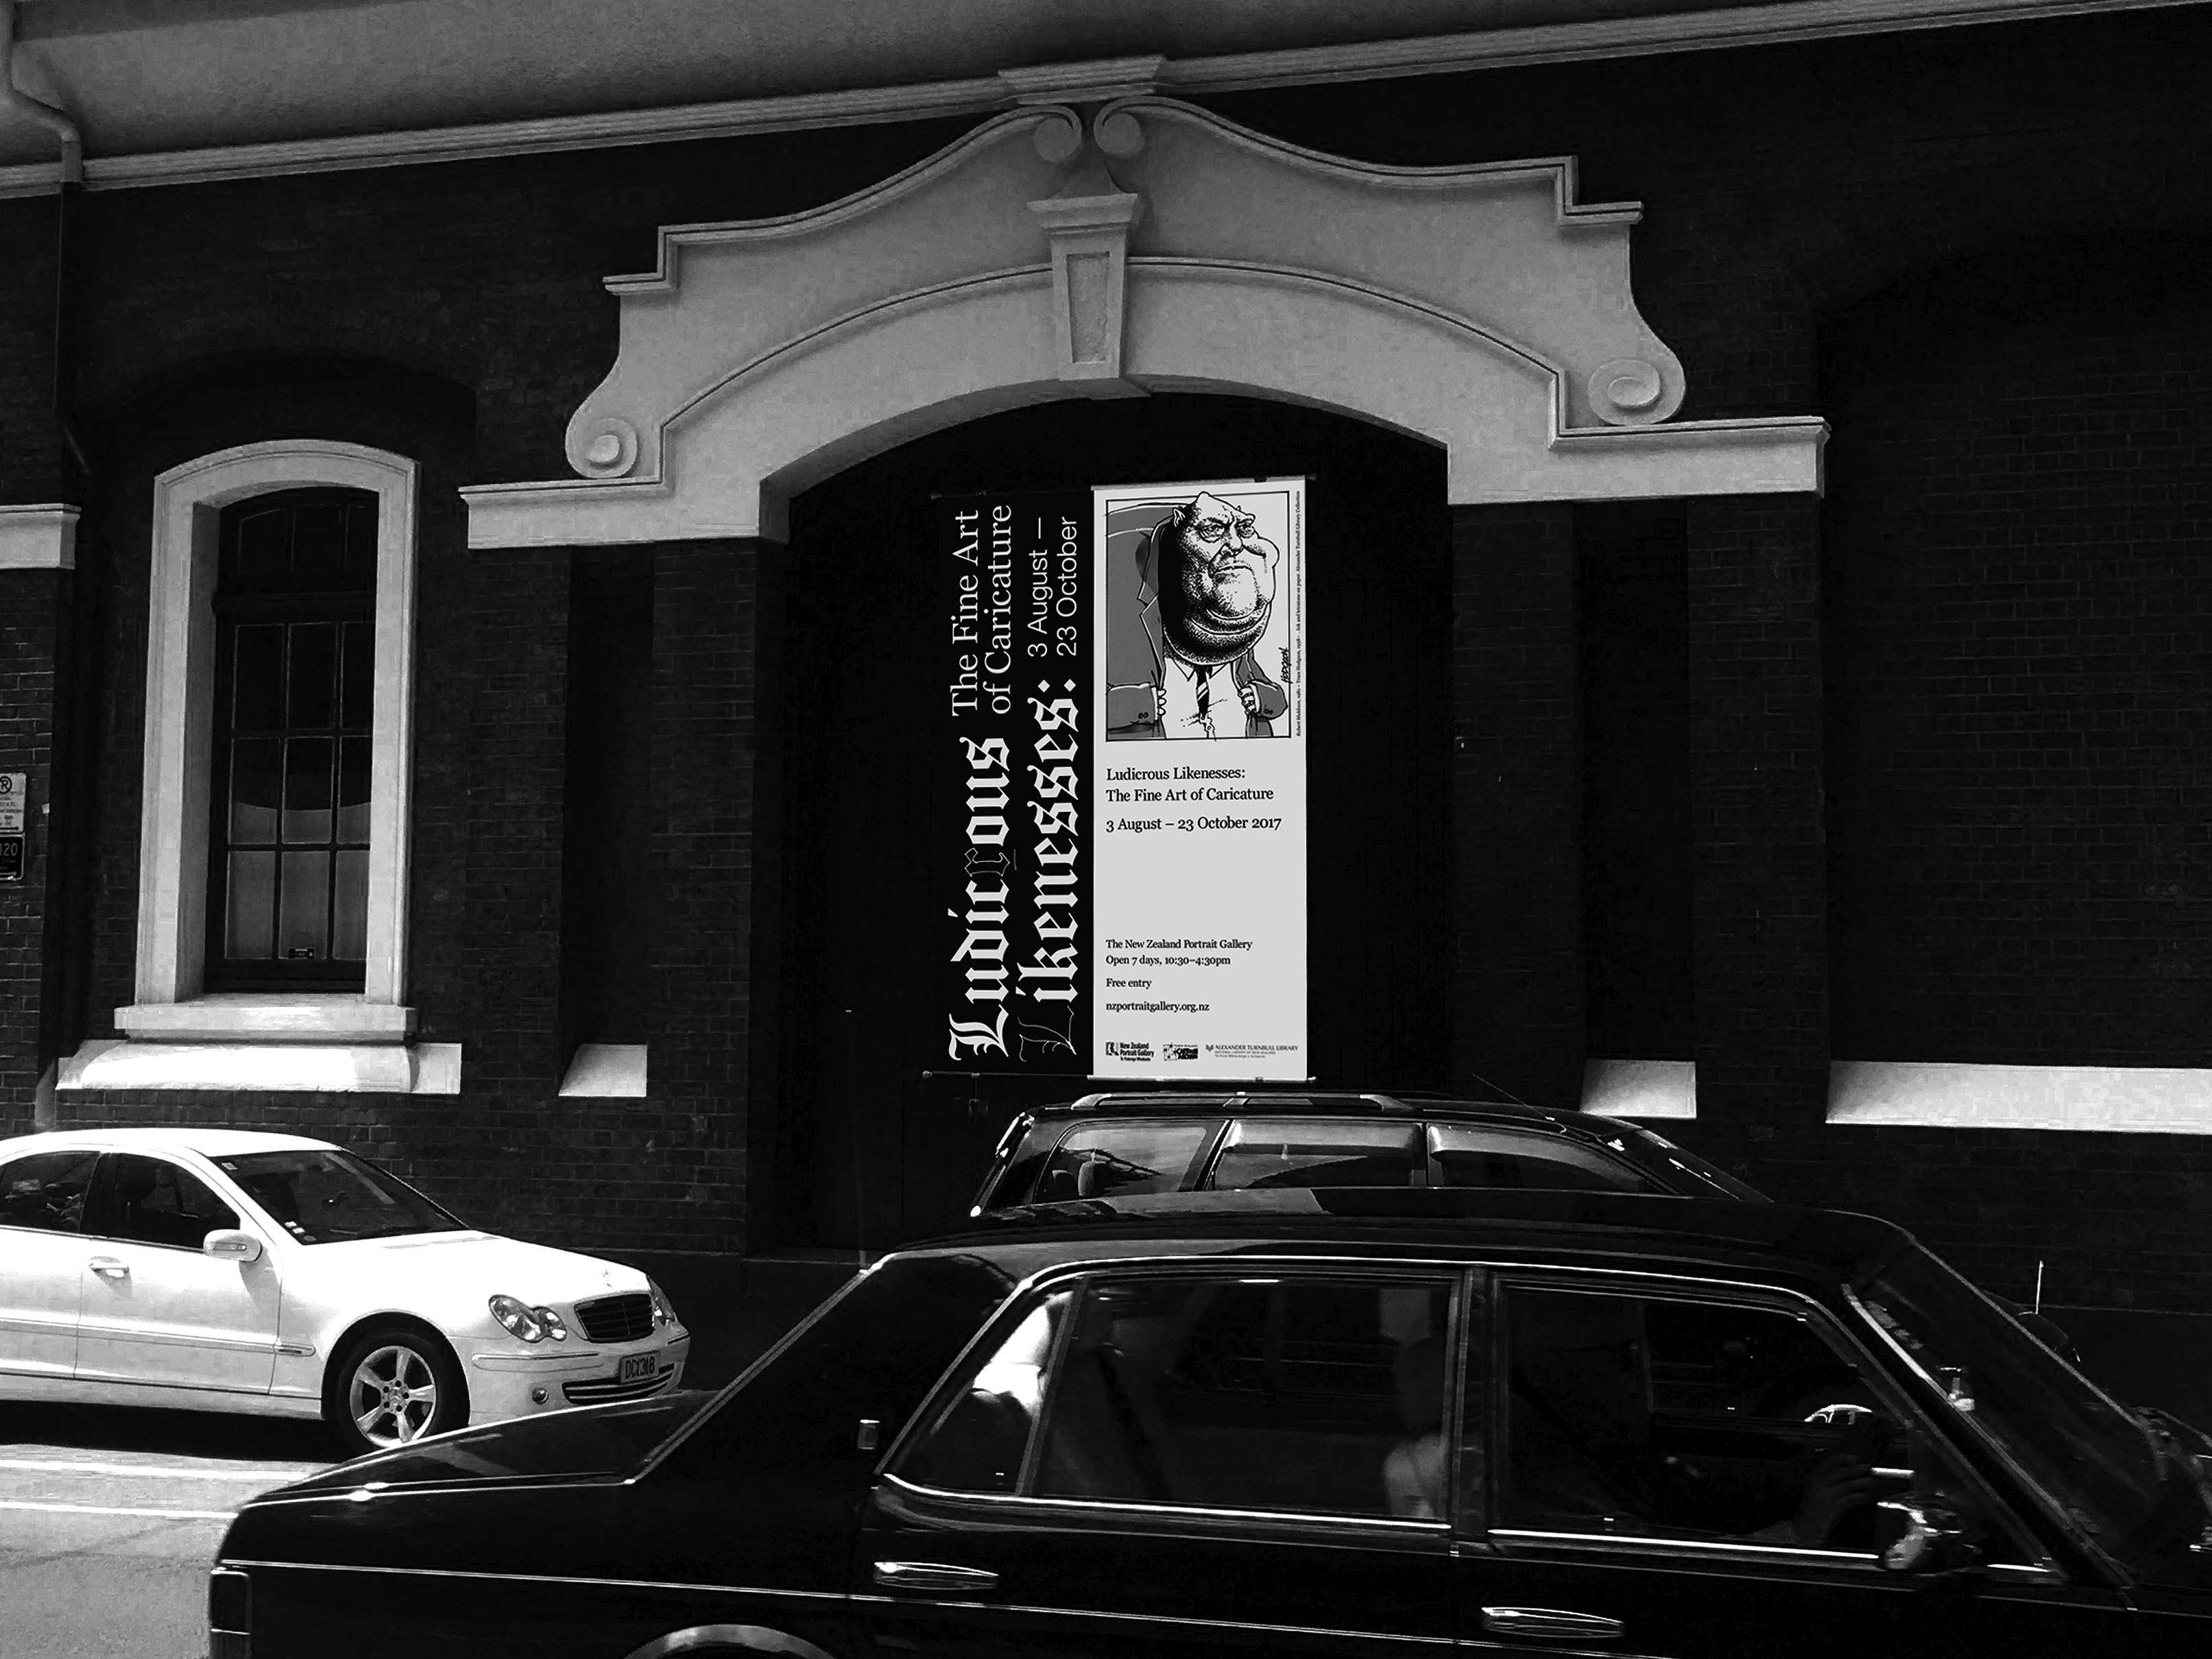 Ludicrous
The Fine Art
of Caricature
Likenesses:
3 August –
23 October
HODGSON
Ludicrous Likenesses:
The Fine Art of Caricature
3 August – 23 October 2017
The New Zealand Portrait Gallery
Open 7 days, 10:30–4:30pm
Free entry
nzportraitgallery.org.nz
New Zealand
Portrait Gallery
ALEXANDER TURNBULL LIBRARY
120